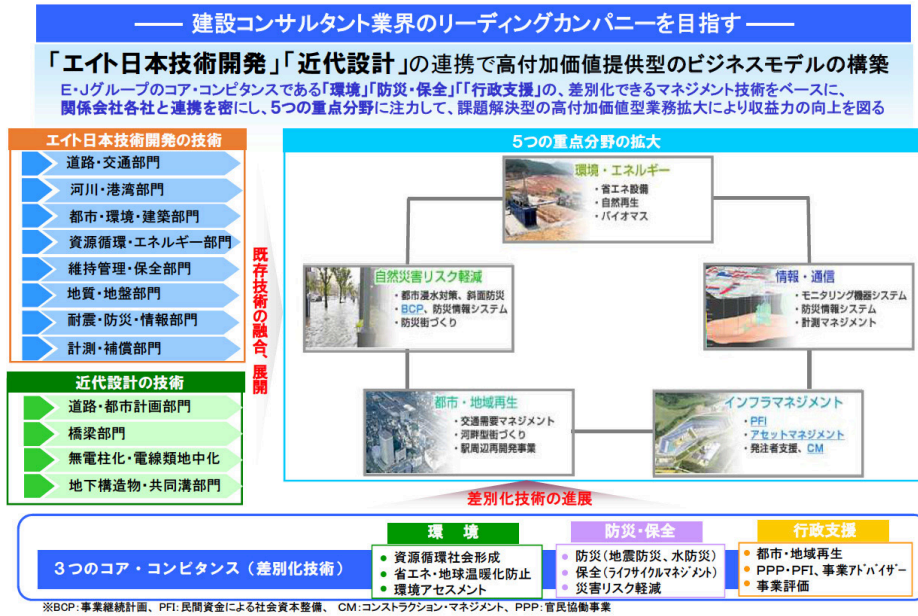 建設コンサルタント業界のリーディングカンパニーを目指す
「エイト日本技術開発」「近代設計」の連携で高付加価値提供型のビジネスモデルの構築
E・Jグループのコア・コンピタンスである「環境」「防災・保全」「「行政支援」の、差別化できるマネジメント技術をベースに、
関係会社各社と連携を密にし、5つの重点分野に注力して、課題解決型の高付加価値型業務拡大により収益力の向上を図る
エイト日本技術開発の技術
道路・交通部門
河川・港湾部門
都市・環境・建築部門
資源循環・エネルギー部門
維持管理・保全部門
地質・地盤部門
耐震・防災・情報部門
計測・補償部門
近代設計の技術
道路・都市計画部門
橋梁部門
無電柱化・電線類地中化
地下構造物・共同溝部門
既存技術の融合、展開
5つの重点分野の拡大
環境・エネルギー
・省エネ設備
・自然再生
・バイオマス
自然災害リスク軽減
・都市浸水対策、斜面防災
・BCP、防災情報システム
・防災街づくり
情報・通信
・モニタリング機器システム
・防災情報システム
・計測マネジメント
都市・地域再生
・交通需要マネジメント
・河畔型街づくり
・駅周辺再開発事業
インフラマネジメント
・PFI
・アセットマネジメント
・発注者支援、CM
差別化技術の進展
3つのコア・コンピタンス（差別化技術）
環 境
● 資源循環社会形成
● 省エネ・地球温暖化防止
● 環境アセスメント
防災・保全
● 防災（地震防災、水防災）
● 保全（ライフサイクルマネジメント）
● 災害リスク軽減
行政支援
● 都市・地域再生
● PPP・PFI、事業アドバイザー
● 事業評価
※BCP：事業継続計画、PFI：民間資金による社会資本整備、 CM：コンストラクション・マネジメント、PPP：官民協働事業